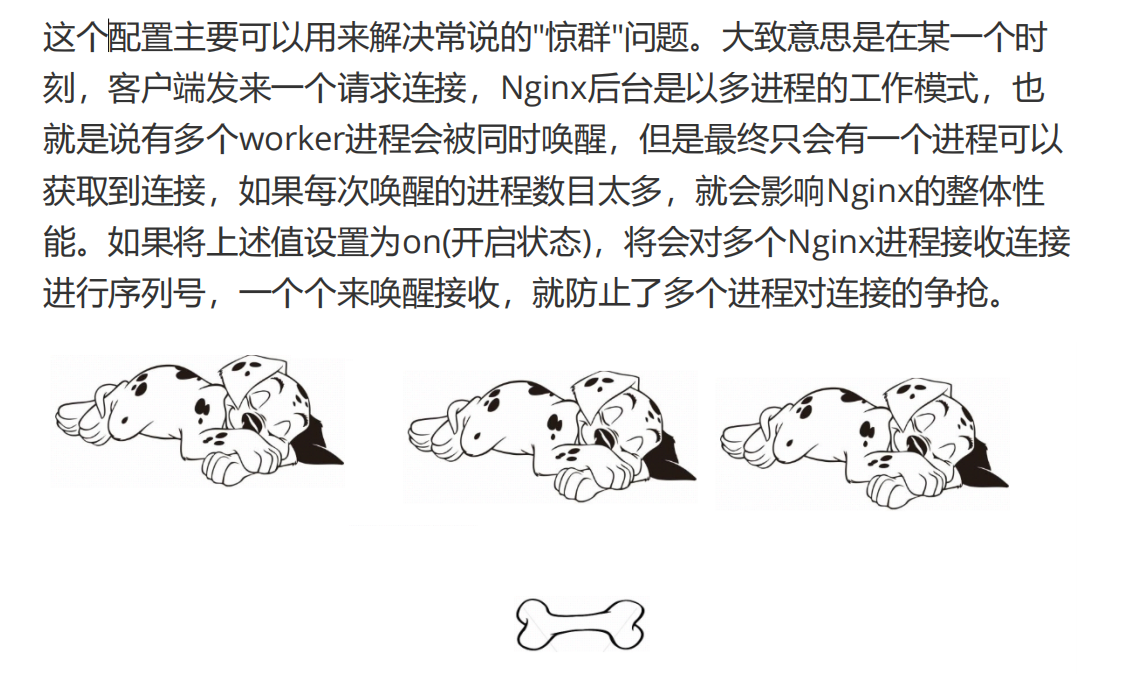 这个配置主要可以用来解决常说的"惊群"问题。大致意思是在某一个时
刻，客户端发来一个请求连接，Nginx后台是以多进程的工作模式，也
就是说有多个worker进程会被同时唤醒，但是最终只会有一个进程可以
获取到连接，如果每次唤醒的进程数目太多，就会影响Nginx的整体性
能。如果将上述值设置为on(开启状态)，将会对多个Nginx进程接收连接
进行序列号，一个个来唤醒接收，就防止了多个进程对连接的争抢。